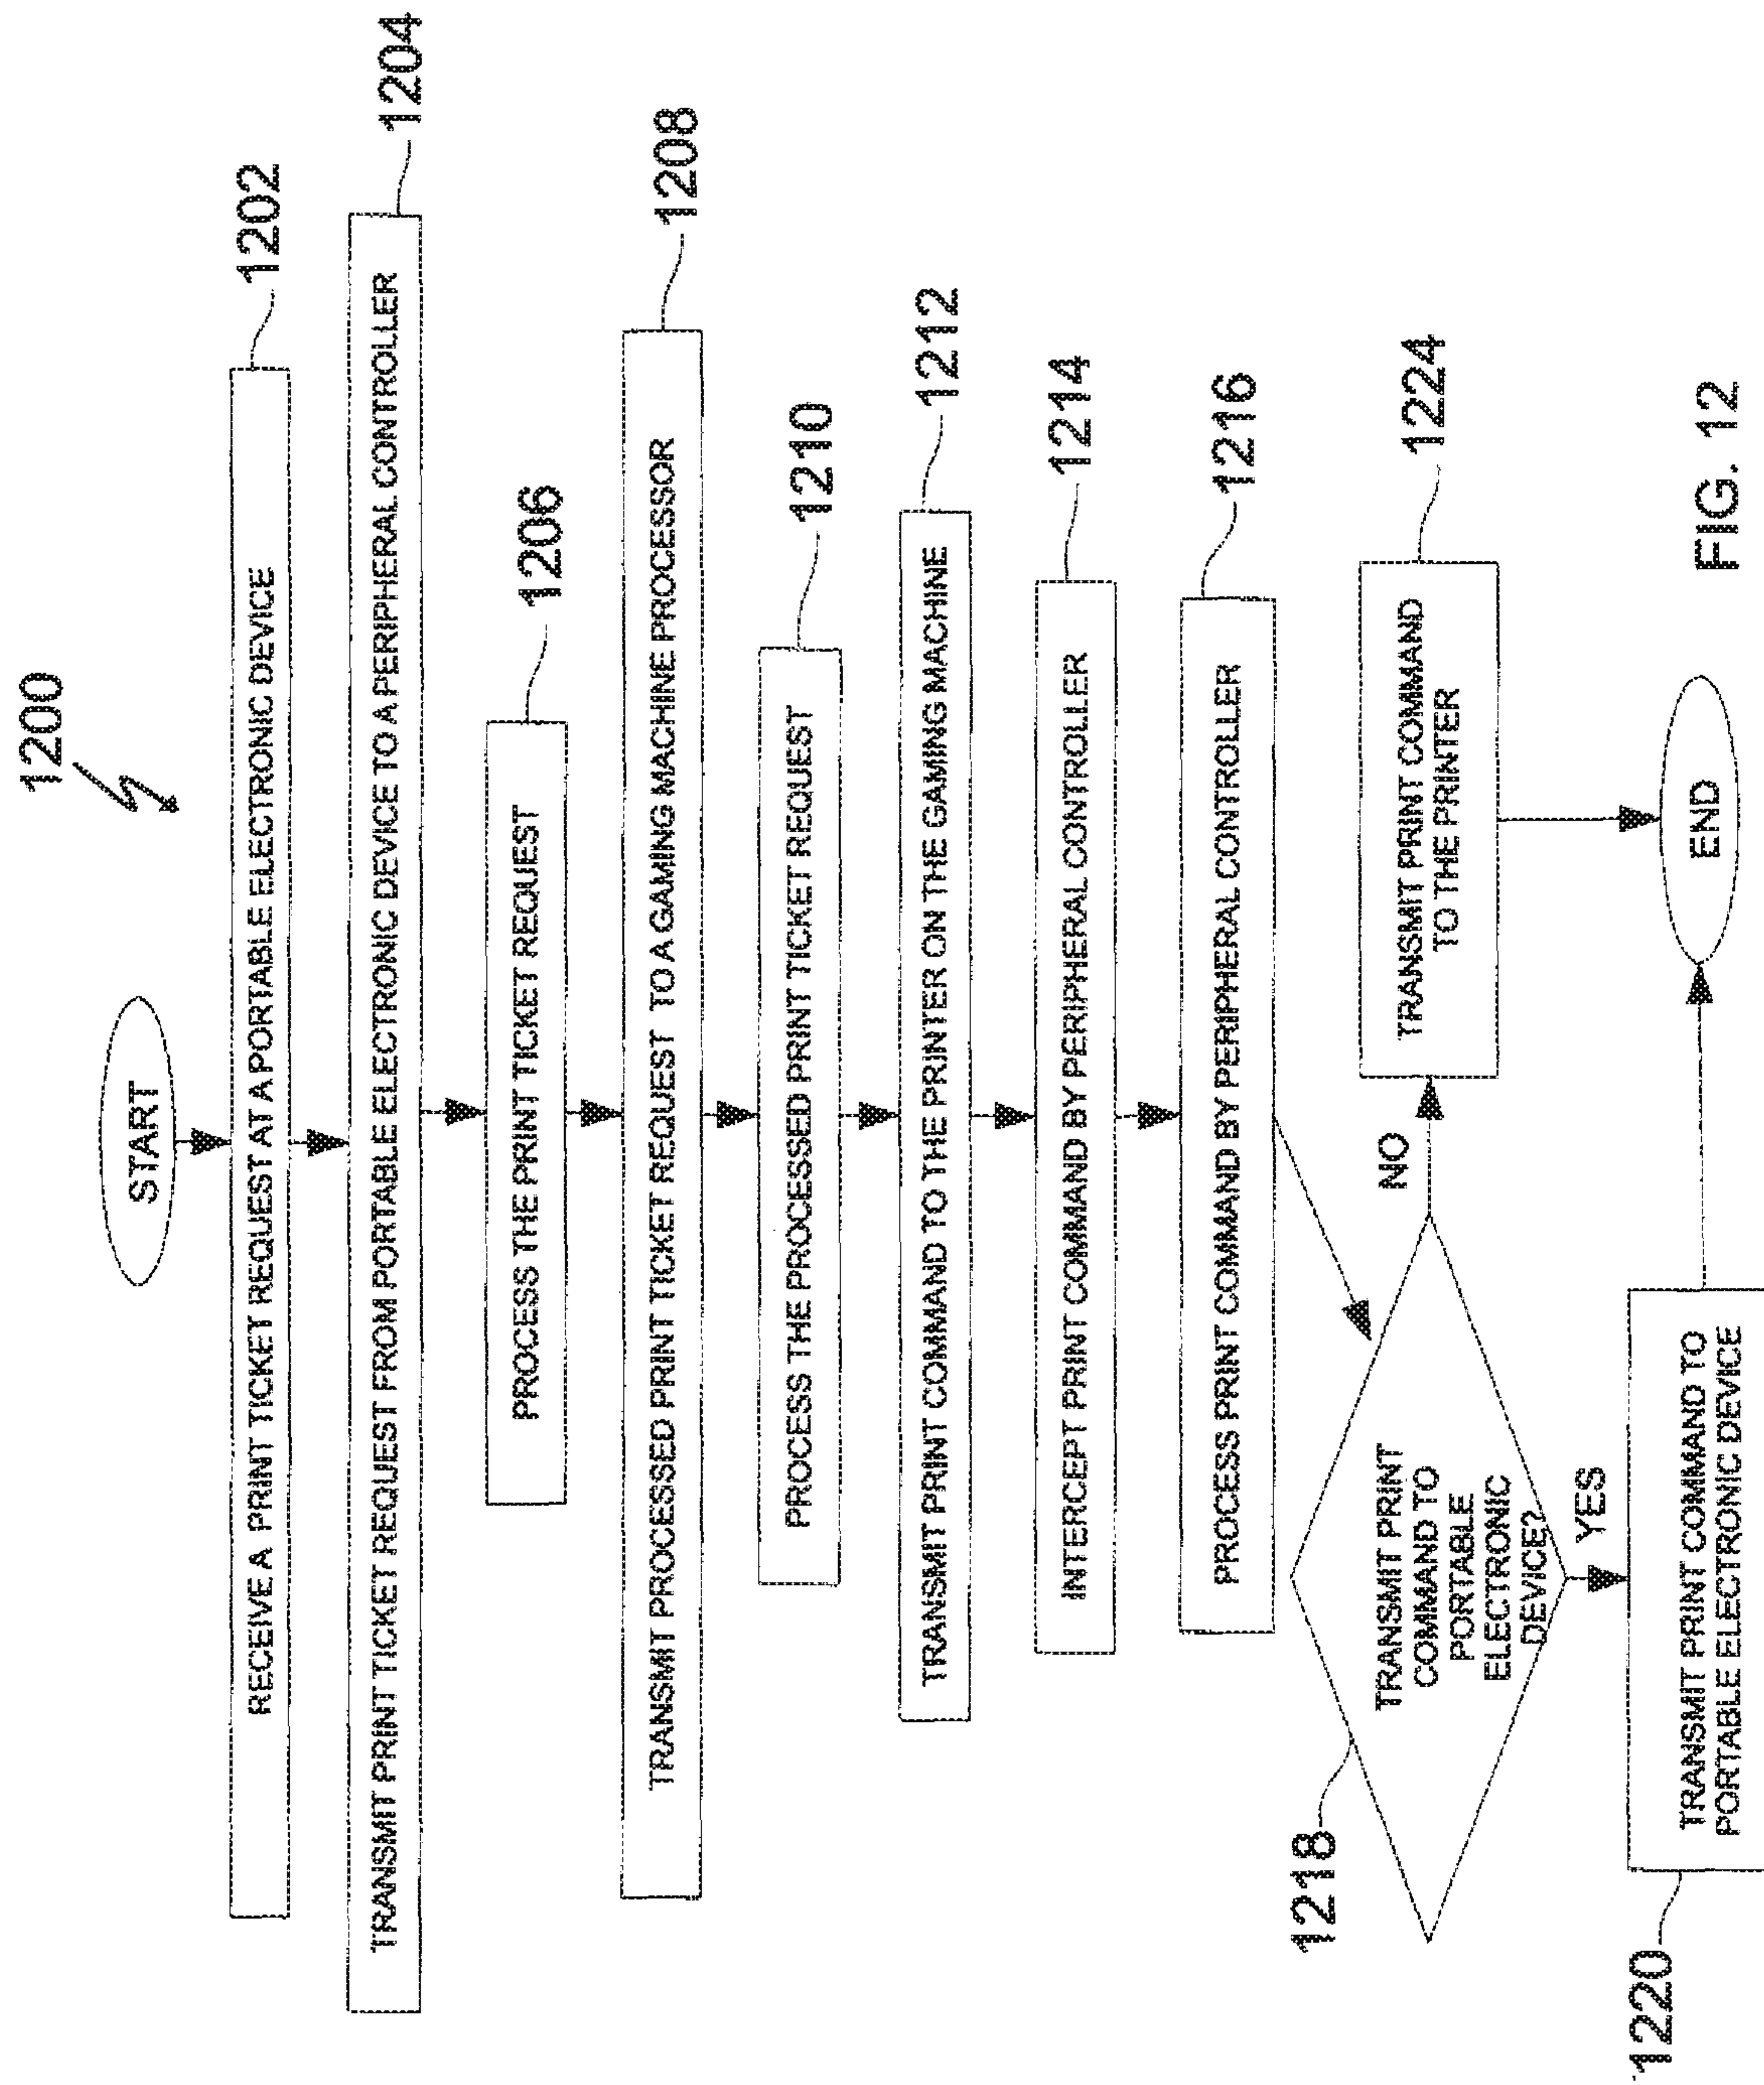 1200
START
RECEIVE A PRINT TICKET REQUEST AT A PORTABLE ELECTRONIC DEVICE
1202
TRANSMIT PRINT TICKET REQUEST FROM PORTABLE ELECTRONIC DEVICE TO A PERIPHERAL CONTROLLER
1204
PROCESS THE PRINT TICKET REQUEST
1206
TRANSMIT PROCESSED PRINT TICKET REQUEST TO A GAMING MACHINE PROCESSOR
1208
PROCESS THE PROCESSED PRINT TICKET REQUEST
1210
TRANSMIT PRINT COMMAND TO THE PRINTER ON THE GAMING MACHINE
1212
INTERCEPT PRINT COMMAND BY PERIPHERAL CONTROLLER
1214
PROCESS PRINT COMMAND BY PERIPHERAL CONTROLLER
1216
1218
TRANSMIT PRINT
COMMAND TO
PORTABLE
ELECTRONIC
DEVICE?
NO
TRANSMIT PRINT COMMAND
TO THE PRINTER
1224
YES
1220
TRANSMIT PRINT COMMAND TO
PORTABLE ELECTRONIC DEVICE
END
FIG. 12